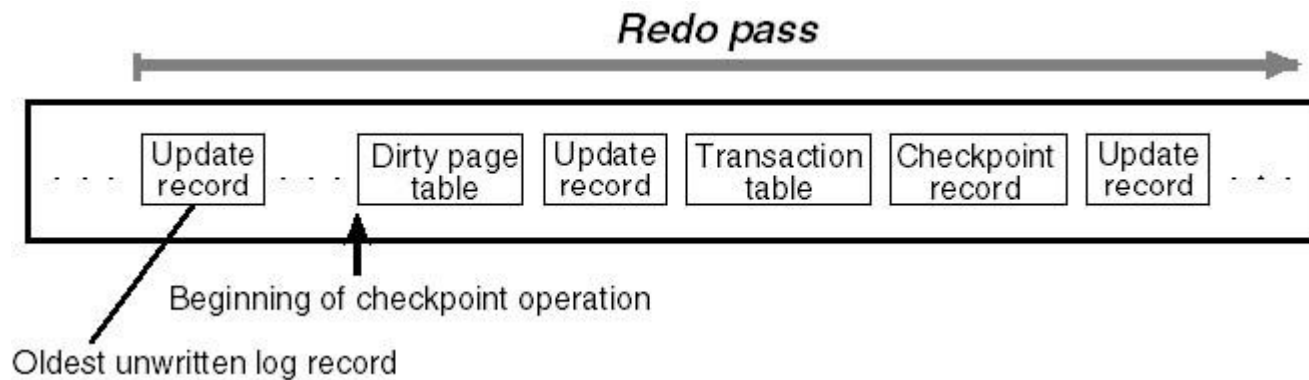 Redo pass
. . .
Update
record
. . .
Dirty page
table
Update
record
Transaction
table
Checkpoint
record
Update
record
. . .
Beginning of checkpoint operation
Oldest unwritten log record